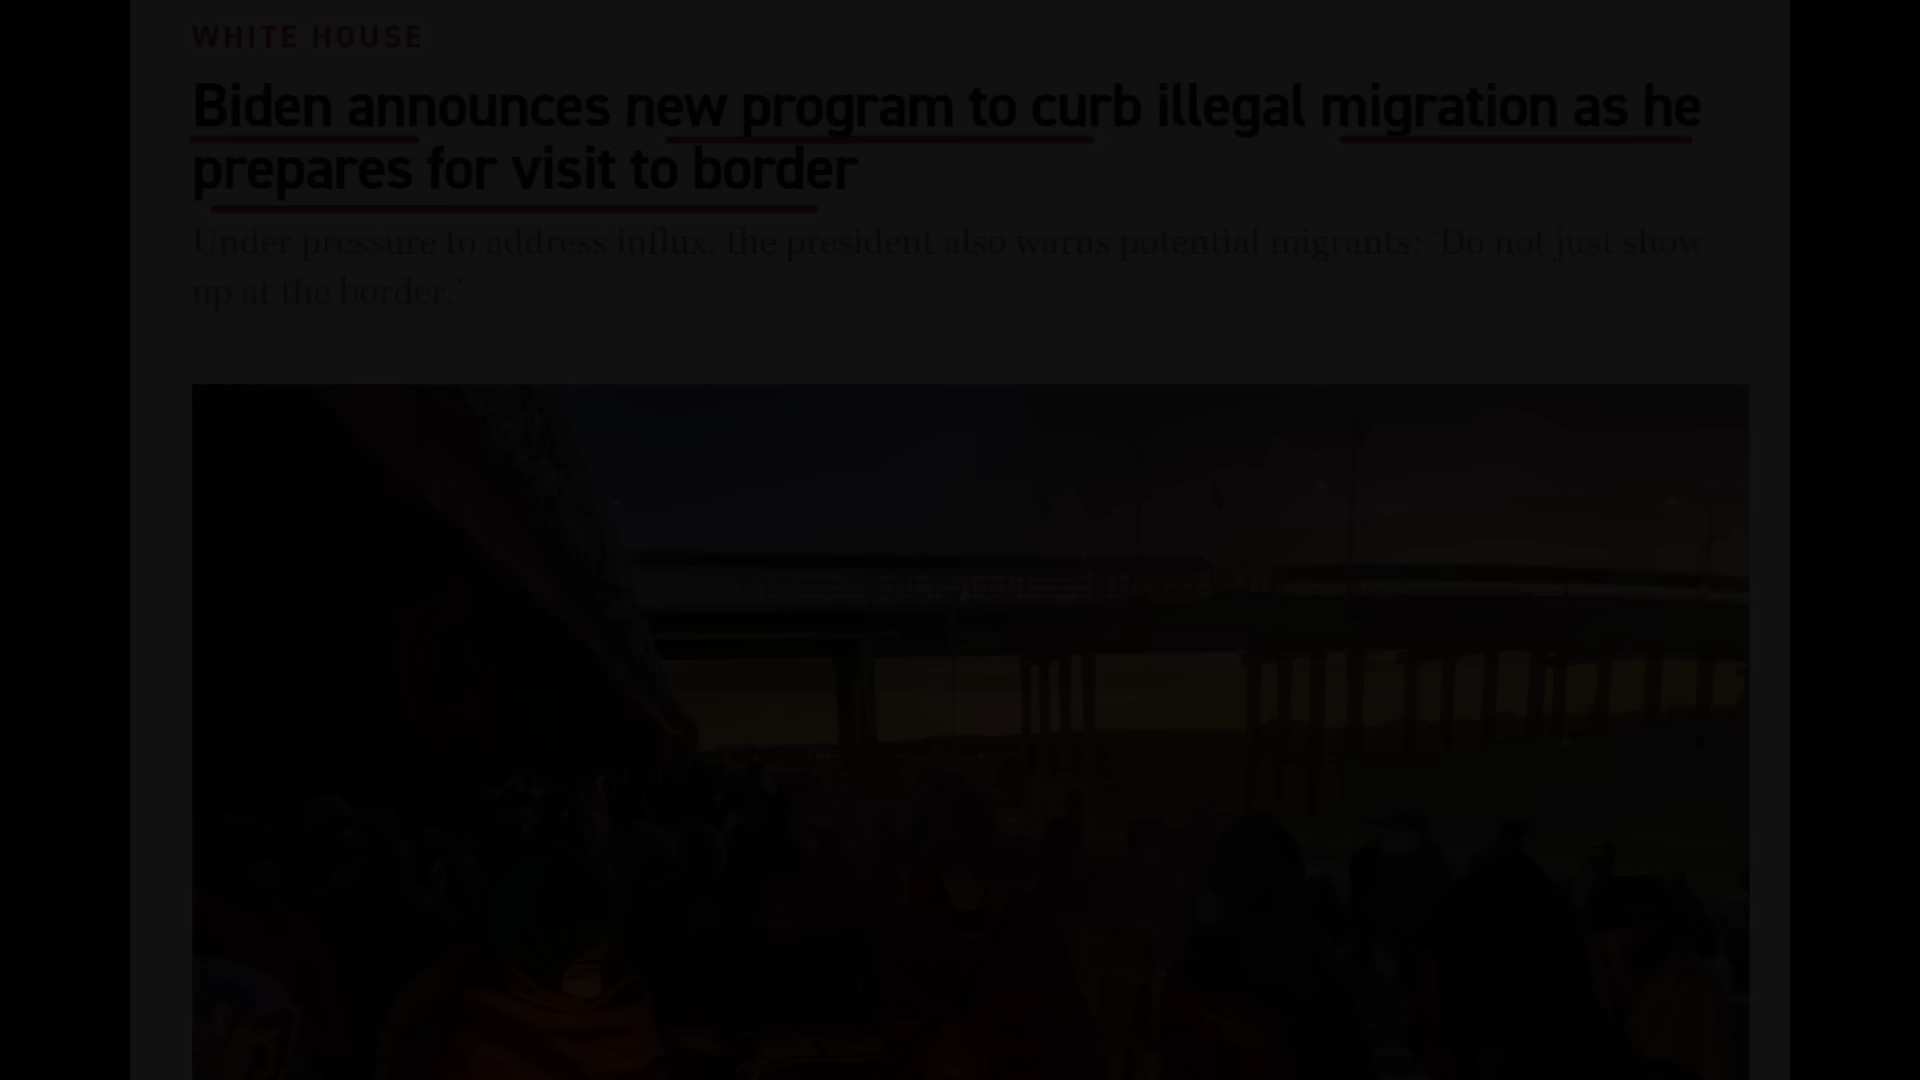 WHITE HOUSE
Biden announces new program to curb illegal migration as he
prepares for visit to border
Under pressure to address influx, the president also warns potential migrants: ‘Do not just show
up at the border.’